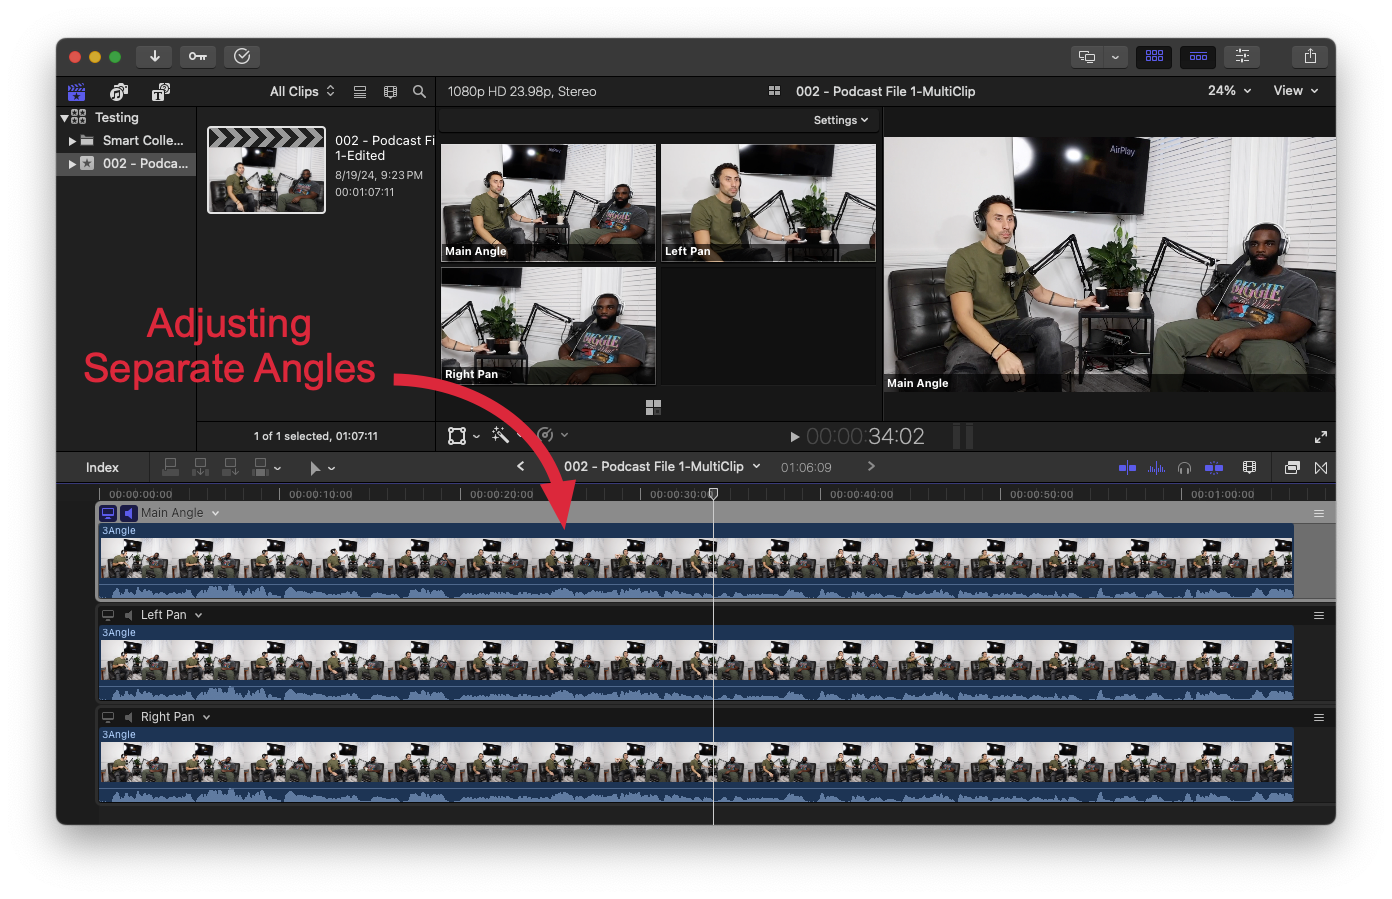 All Clips
1080p HD 23.98p, Stereo
002 - Podcast File 1-MultiClip
24%
View
Testing
Smart Colle...
002 - Podca...
002 - Podcast Fi
1-Edited
8/19/24, 9:23 PM
00:01:07:11
Settings
Main Angle
Left Pan
Right Pan
AirPlay
BIGGIE
Main Angle
Adjusting
Separate Angles
1 of 1 selected, 01:07:11
00:00:00:34:02
Index
002 - Podcast File 1-MultiClip
01:06:09
00:00:00:00
00:00:10:00
00:00:20:00
00:00:30:00
00:00:40:00
00:00:50:00
00:01:00:00
Main Angle
3Angle
Left Pan
3Angle
Right Pan
3Angle